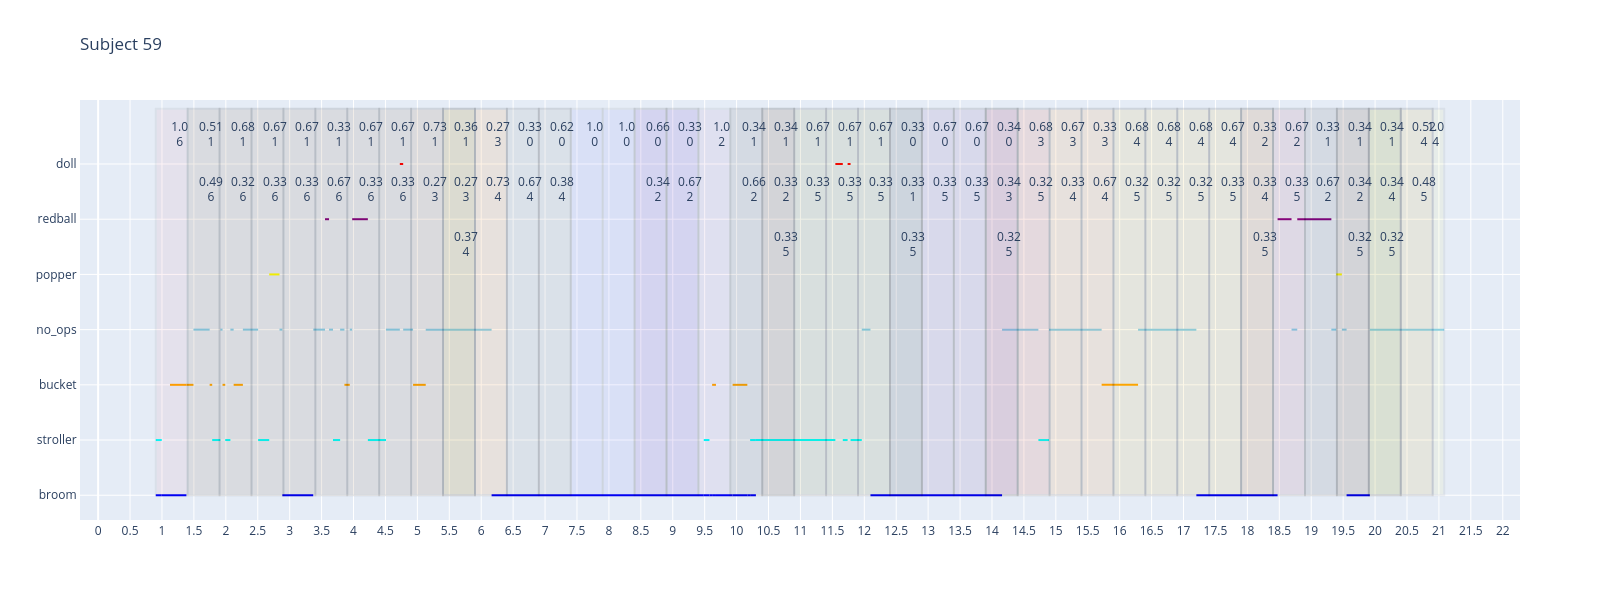 Subject 59
1.0 0.51 0.68 0.67 0.67 0.33 0.67 0.67 0.73 0.36 0.27 0.33 0.62 1.0 1.0 0.66 0.33 1.0 0.34 0.34 0.67 0.67 0.67 0.33 0.67 0.67 0.34 0.68 0.67 0.33 0.68 0.68 0.68 0.67 0.33 0.67 0.33 0.34 0.34
6 1 1 1 1 1 1 1 1 1 3 0 0 0 0 0 0 2 1 1 1 1 1 0 0 0 0 3 3 3 4 4 4 4 2 2 1 1 1 4 4
doll
0.49 0.32 0.33 0.33 0.67 0.33 0.33 0.27 0.27 0.73 0.67 0.38 0.34 0.67 0.66 0.33 0.33 0.33 0.33 0.33 0.33 0.33 0.34 0.32 0.33 0.67 0.32 0.32 0.32 0.33 0.33 0.33 0.67 0.34 0.34 0.48
6 6 6 6 6 6 6 3 3 4 4 4 2 2 2 2 5 5 5 1 5 5 3 5 4 4 5 5 5 5 4 5 2 2 4 5
redball
0.37 0.33 0.33 0.32 0.33 0.32 0.32
4 5 5 5 5 5 5
popper
no_ops
bucket
stroller
broom
0 0.5 1 1.5 2 2.5 3 3.5 4 4.5 5 5.5 6 6.5 7 7.5 8 8.5 9 9.5 10 10.5 11 11.5 12 12.5 13 13.5 14 14.5 15 15.5 16 16.5 17 17.5 18 18.5 19 19.5 20 20.5 21 21.5 22